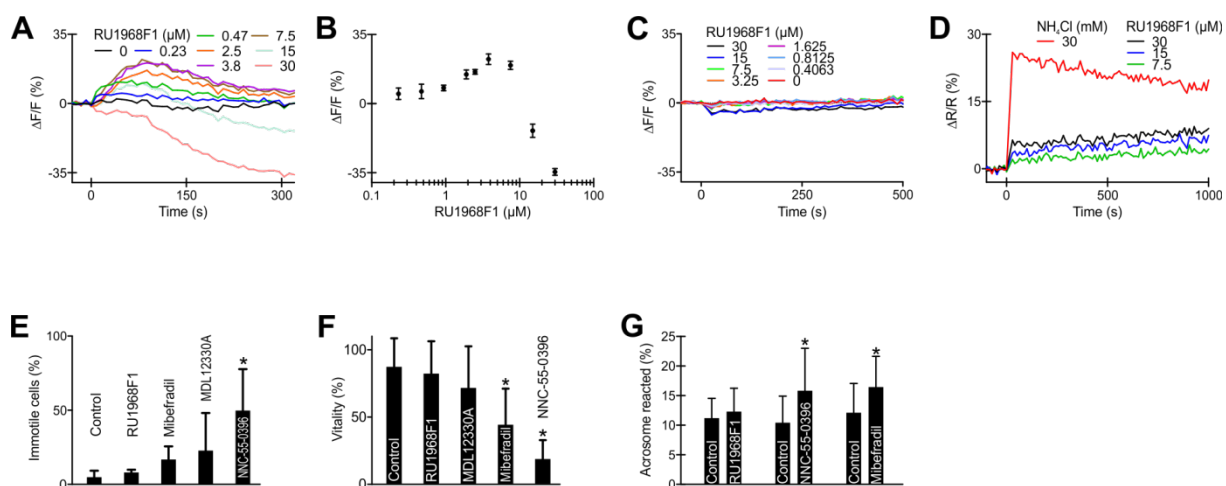 A
RU1968F1 (µM)
0 0.23 0.47 2.5 3.8 7.5 15 30
35
0
-35
ΔF/F (%)
0 150 300
Time (s)
B
35
0
-35
ΔF/F (%)
0.1 1 10 100
RU1968F1 (µM)
C
RU1968F1 (µM)
30 1.625
15 0.8125
7.5 0.4063
3.25 0
35
0
-35
ΔF/F (%)
0 250 500
Time (s)
D
NH4Cl (mM) RU1968F1 (µM)
30 30
15
7.5
30
15
0
ΔR/R (%)
0 500 1000
Time (s)
E
100
50
0
Immotile cells (%)
Control
RU1968F1
Mibefradil
MDL12330A
*
NNC-55-0396
F
100
50
0
Vitality (%)
Control
RU1968F1
MDL12330A
*
Mibefradil
NNC-55-0396
*
G
25
20
15
10
5
0
Acrosome reacted (%)
Control
RU1968F1
Control
*
NNC-55-0396
Control
*
Mibefradil